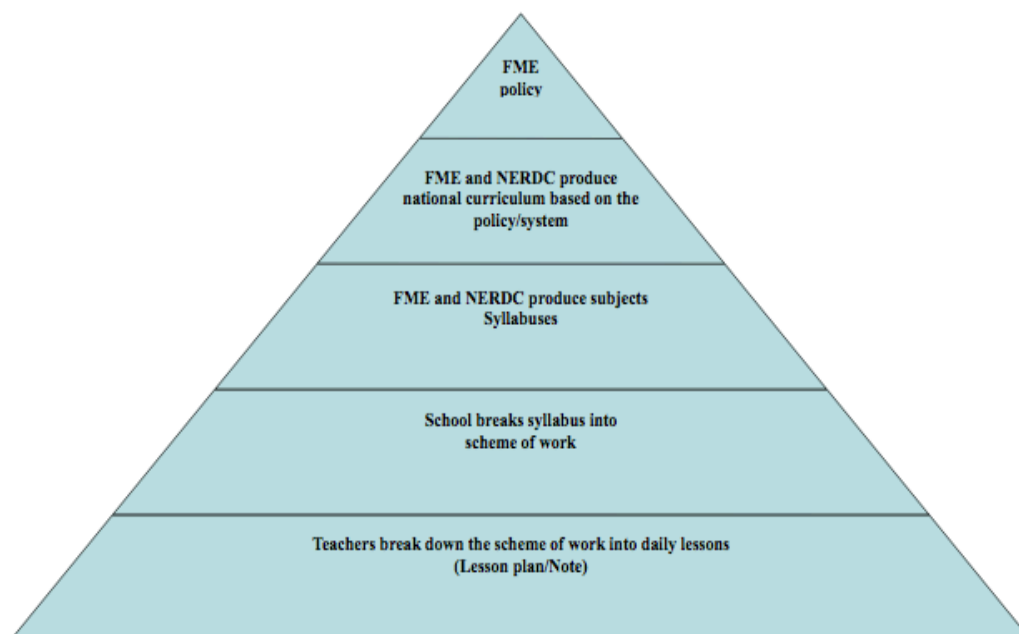 FME
policy
FME and NERDC produce
national curriculum based on the
policy/system
FME and NERDC produce subjects
Syllabuses
School breaks syllabus into
scheme of work
Teachers break down the scheme of work into daily lessons
(Lesson plan/Note)